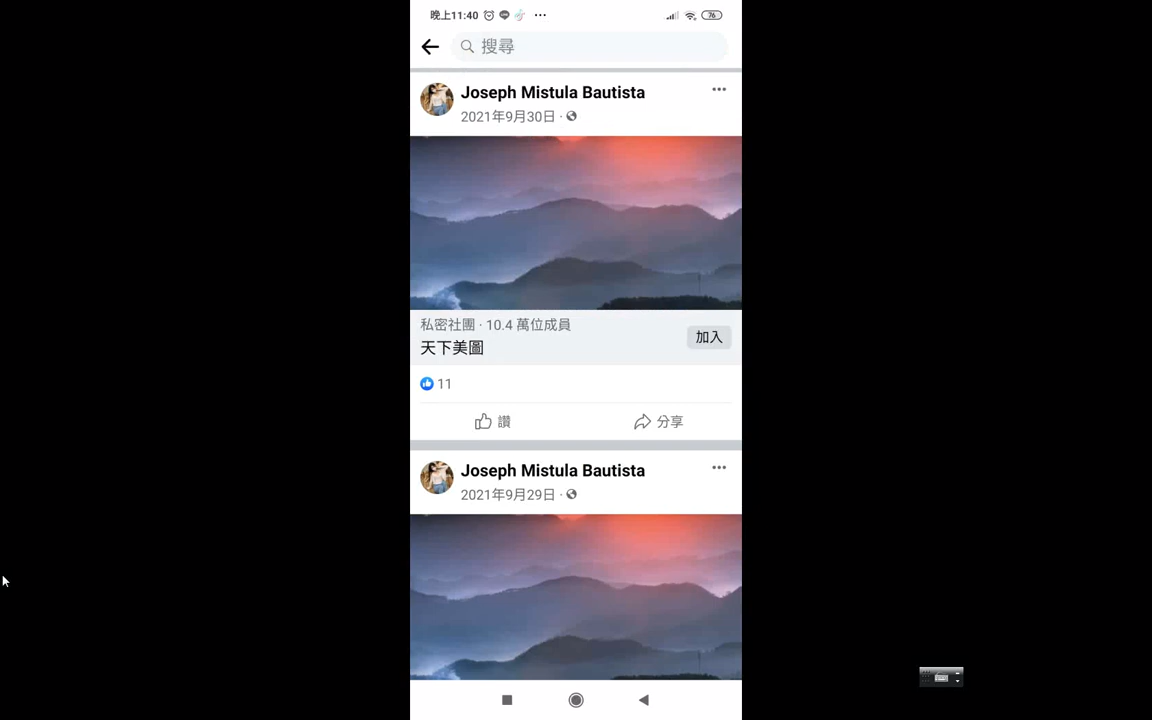 晚上11:40
76
搜尋
Joseph Mistula Bautista
2021年9月30日 ·
私密社團 · 10.4 萬位成員
天下美圖
加入
11
讚
分享
Joseph Mistula Bautista
2021年9月29日 ·